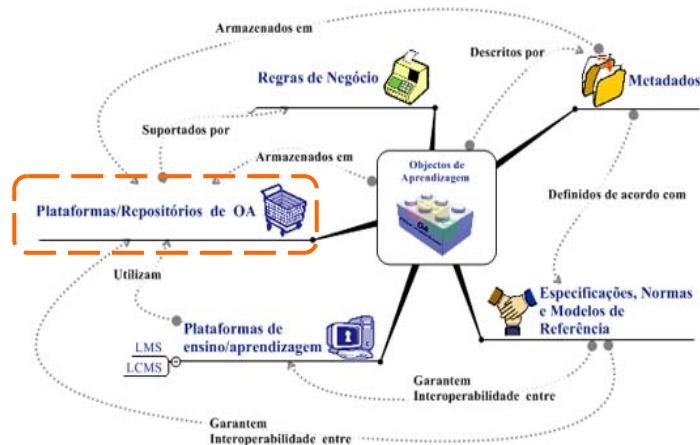 Armazenados em
Descritos por
Regras de Negócio
Metadados
Suportados por
Armazenados em
Objectos de
Aprendizagem
OA
Definidos de acordo com
Plataformas/Repositórios de OA
Utilizam
Especificações, Normas
e Modelos de
Referência
Plataformas de
ensino/aprendizagem
LMS
LCMS
Garantem
Interoperabilidade entre
Garantem
Interoperabilidade entre